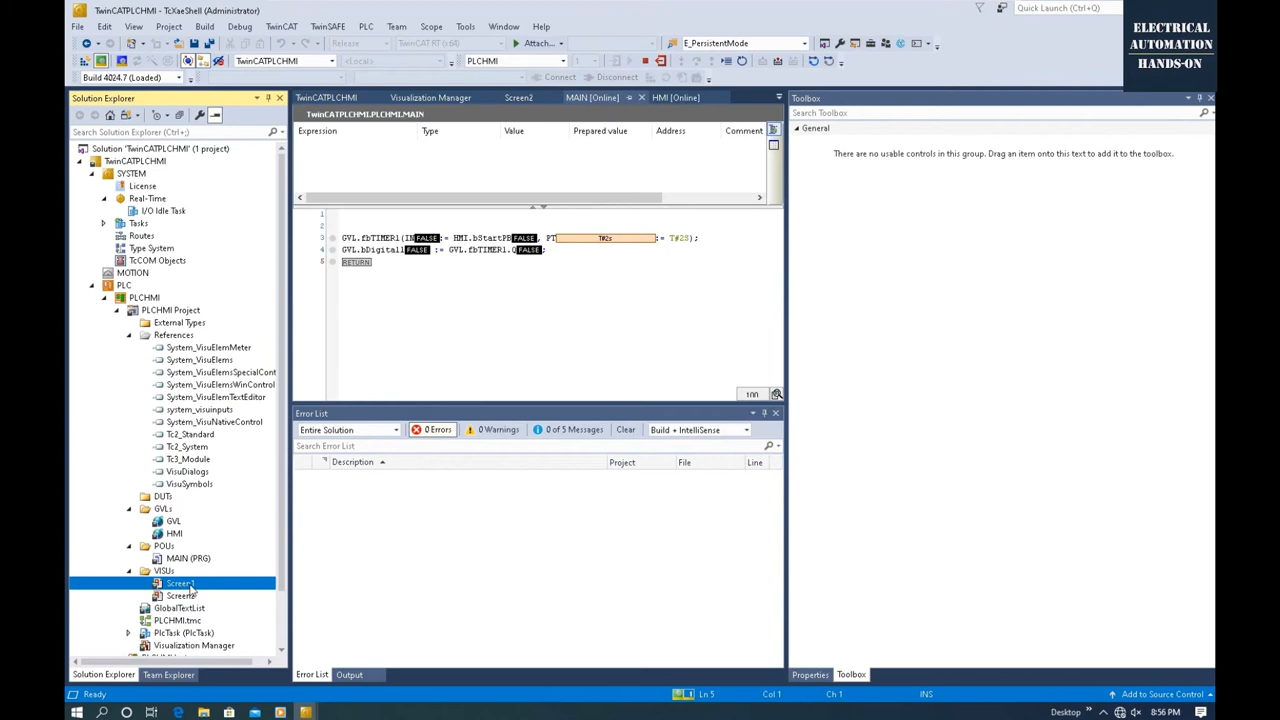 TwinCATPLCHMI - TcXaeShell (Administrator)
Quick Launch (Ctrl+Q)
ELECTRICAL
AUTOMATION
HANDS-ON
File Edit View Project Build Debug TwinCAT TwinSAFE PLC Team Scope Tools Window Help
Release TwinCAT RT (x64) Attach... E_PersistentMode
TwinCATPLCHMI <Local> PLCHMI
Build 4024.7 (Loaded) Connect Disconnect
Solution Explorer
TwinCATPLCHMI Visualization Manager Screen2 MAIN [Online] HMI [Online]
Toolbox
Search Solution Explorer (Ctrl+;)
TwinCATPLCHMI.PLCHMI.MAIN
Search Toolbox
General
There are no usable controls in this group. Drag an item onto this text to add it to the toolbox.
Expression Type Value Prepared value Address Comment
Solution 'TwinCATPLCHMI' (1 project)
TwinCATPLCHMI
SYSTEM
License
Real-Time
I/O Idle Task
Tasks
Routes
Type System
TcCOM Objects
MOTION
PLC
PLCHMI
PLCHMI Project
External Types
References
System_VisuElemMeter
System_VisuElems
System_VisuElemsSpecialCont
System_VisuElemsWinControl
System_VisuElemTextEditor
system_visuinputs
System_VisuNativeControl
Tc2_Standard
Tc2_System
Tc3_Module
VisuDialogs
VisuSymbols
DUTs
GVLs
GVL
HMI
POUs
MAIN (PRG)
VISUs
Screen1
Screen2
GlobalTextList
PLCHMI.tmc
PlcTask (PlcTask)
Visualization Manager
1
2
3 GVL.fbTIMER1(IN FALSE := HMI.bStartPB FALSE , PT T#2s := T#2S);
4 GVL.bDigital1 FALSE := GVL.fbTIMER1.Q FALSE ;
5 RETURN
100
Error List
Entire Solution 0 Errors 0 Warnings 0 of 5 Messages Clear Build + IntelliSense
Search Error List
Description Project File Line
Solution Explorer Team Explorer
Error List Output
Properties Toolbox
Ready Ln 5 Col 1 Ch 1 INS Add to Source Control
Desktop 8:56 PM